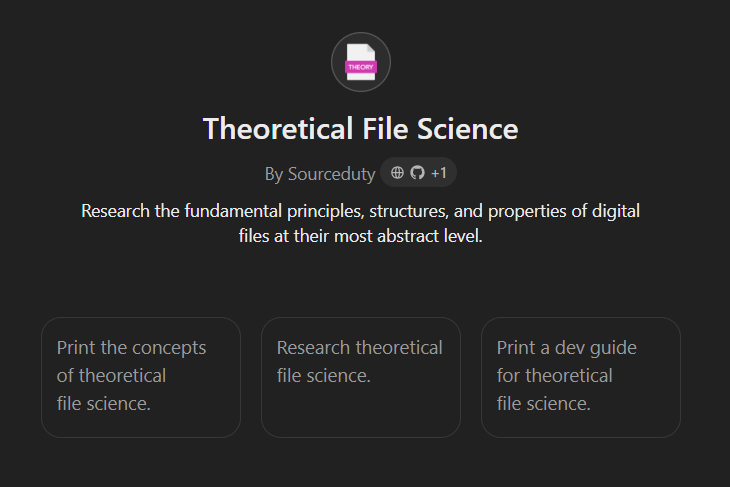 THEORY
Theoretical File Science
By Sourceduty +1
Research the fundamental principles, structures, and properties of digital
files at their most abstract level.
Print the concepts
of theoretical
file science.
Research theoretical
file science.
Print a dev guide
for theoretical
file science.